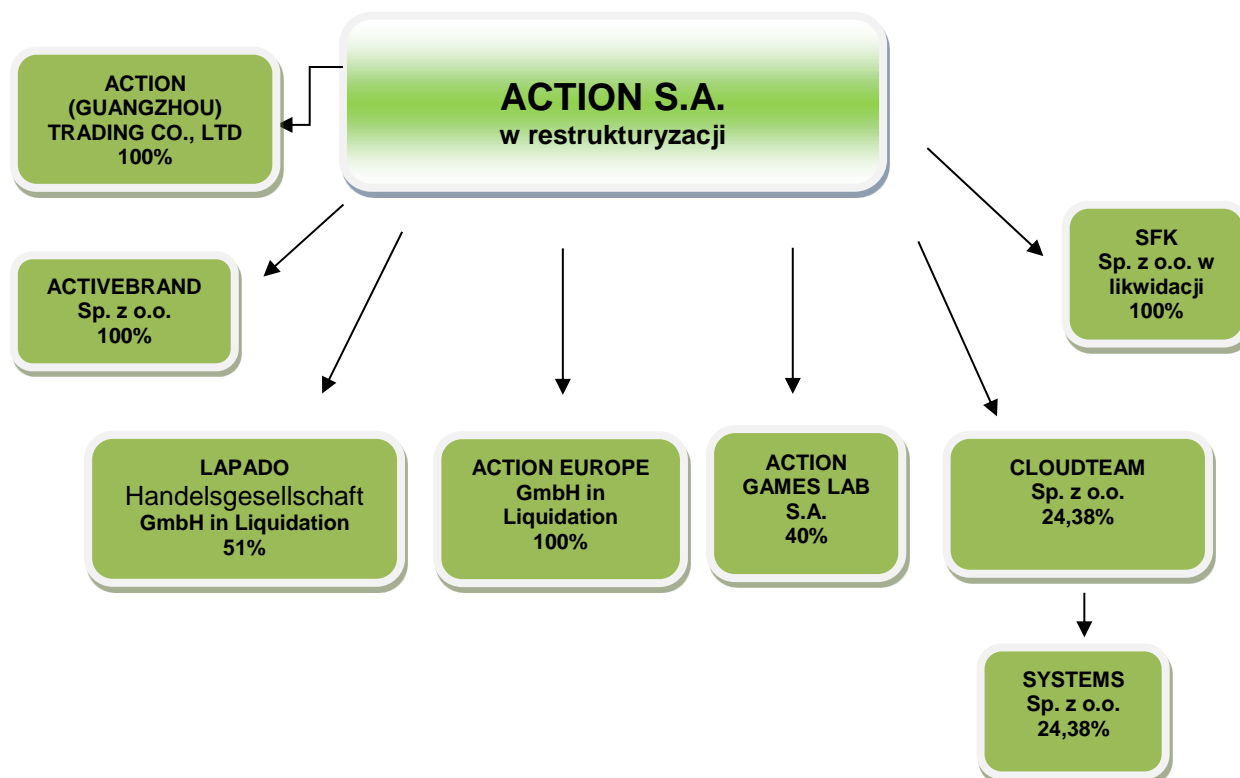 ACTION S.A.
w restrukturyzacji
ACTION
(GUANGZHOU)
TRADING CO., LTD
100%
ACTIVEBRAND
Sp. z o.o.
100%
SFK
Sp. z o.o. w
likwidacji
100%
LAPADO
Handelsgesellschaft
GmbH in Liquidation
51%
ACTION EUROPE
GmbH in
Liquidation
100%
ACTION
GAMES LAB
S.A.
40%
CLOUDTEAM
Sp. z o.o.
24,38%
SYSTEMS
Sp. z o.o.
24,38%